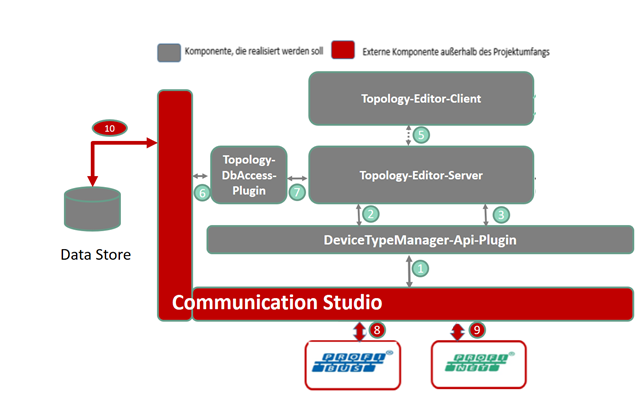 Komponente, die realisiert werden soll
Externe Komponente außerhalb des Projektumfangs
Topology-Editor-Client
10
5
Topology-
DbAccess-
Plugin
Topology-Editor-Server
6
7
2
3
Data Store
DeviceTypeManager-Api-Plugin
1
Communication Studio
8
9
PROFI
BUS
PROFI
NET